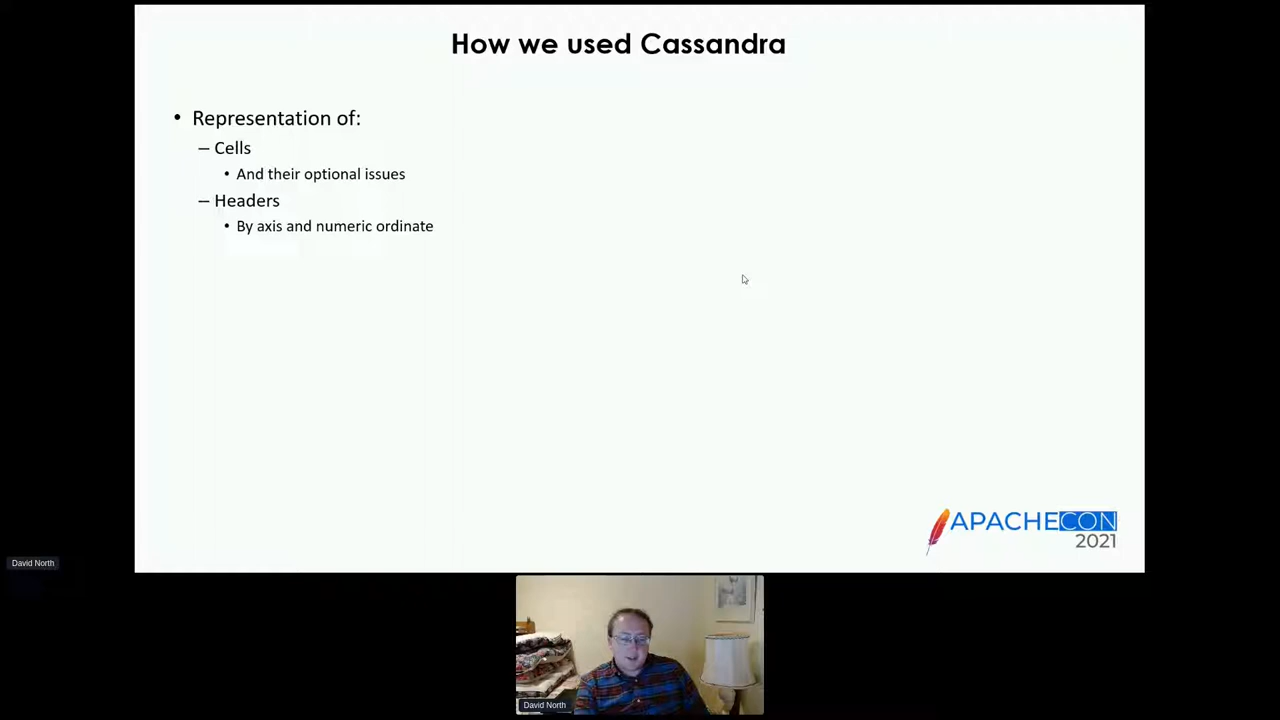 How we used Cassandra
• Representation of:
– Cells
• And their optional issues
– Headers
• By axis and numeric ordinate
APACHECON
2021
David North
David North